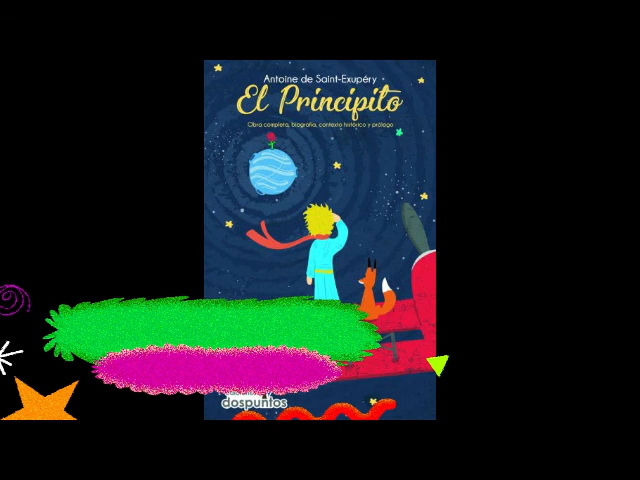 Antoine de Saint-Exupéry
El Principito
Obra completa, biografía, contexto histórico y prólogo
dospuntos